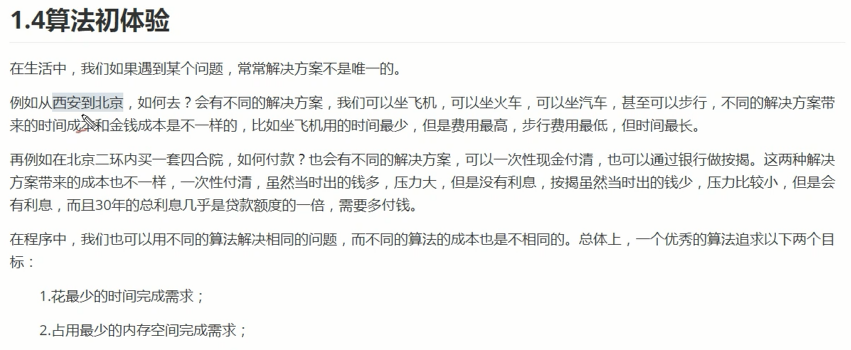 1.4算法初体验
在生活中，我们如果遇到某个问题，常常解决方案不是唯一的。
例如从西安到北京，如何去？会有不同的解决方案，我们可以坐飞机，可以坐火车，可以坐汽车，甚至可以步行，不同的解决方案带
来的时间成本和金钱成本是不一样的，比如坐飞机用的时间最少，但是费用最高，步行费用最低，但时间最长。
再例如在北京二环内买一套四合院，如何付款？也会有不同的解决方案，可以一次性现金付清，也可以通过银行做按揭。这两种解决
方案带来的成本也不一样，一次性付清，虽然当时出的钱多，压力大，但是没有利息，按揭虽然当时出的钱少，压力比较小，但是会
有利息，而且30年的总利息几乎是贷款额度的一倍，需要多付钱。
在程序中，我们也可以用不同的算法解决相同的问题，而不同的算法的成本也是不相同的。总体上，一个优秀的算法追求以下两个目
标：
1.花最少的时间完成需求；
2.占用最少的内存空间完成需求；